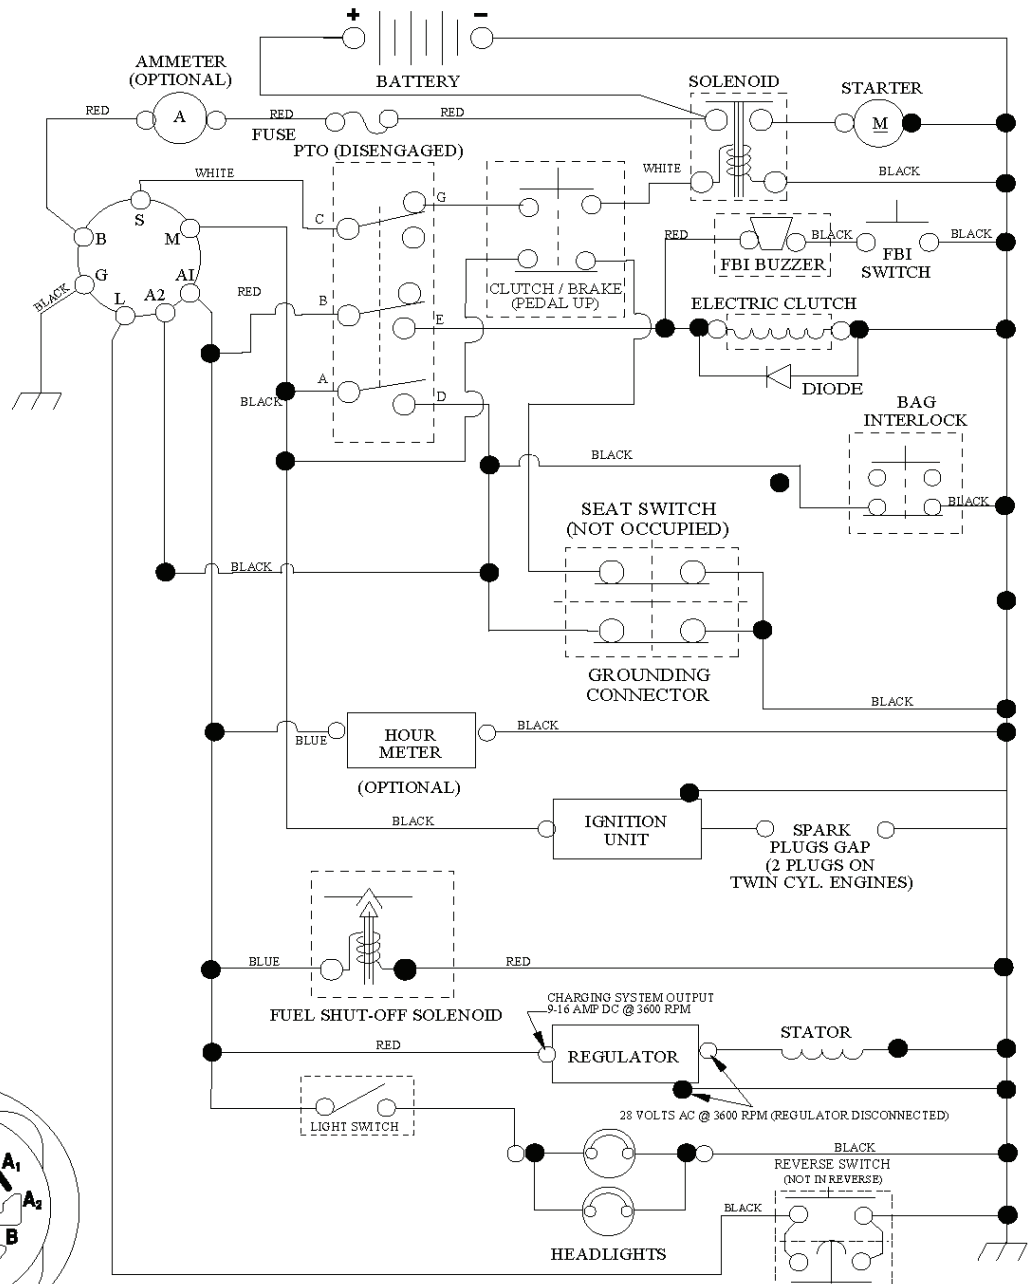 + −
BATTERY
AMMETER
(OPTIONAL)
SOLENOID
STARTER
RED
A
RED
FUSE
RED
M
PTO (DISENGAGED)
WHITE
WHITE
BLACK
S
C
G
M
B
RED
BLACK
BLACK
FBI BUZZER
FBI
SWITCH
G
A1
A2
L
BLACK
RED
B
E
CLUTCH / BRAKE
(PEDAL UP)
ELECTRIC CLUTCH
DIODE
A
BLACK
D
BAG
INTERLOCK
BLACK
BLACK
SEAT SWITCH
(NOT OCCUPIED)
BLACK
GROUNDING
CONNECTOR
BLACK
BLUE
HOUR
METER
BLACK
(OPTIONAL)
BLACK
IGNITION
UNIT
SPARK
PLUGS GAP
(2 PLUGS ON
TWIN CYL. ENGINES)
BLUE
RED
FUEL SHUT-OFF SOLENOID
CHARGING SYSTEM OUTPUT
9-16 AMP DC @ 3600 RPM
RED
REGULATOR
STATOR
28 VOLTS AC @ 3600 RPM (REGULATOR DISCONNECTED)
LIGHT SWITCH
BLACK
REVERSE SWITCH
(NOT IN REVERSE)
BLACK
HEADLIGHTS
A1
A2
B